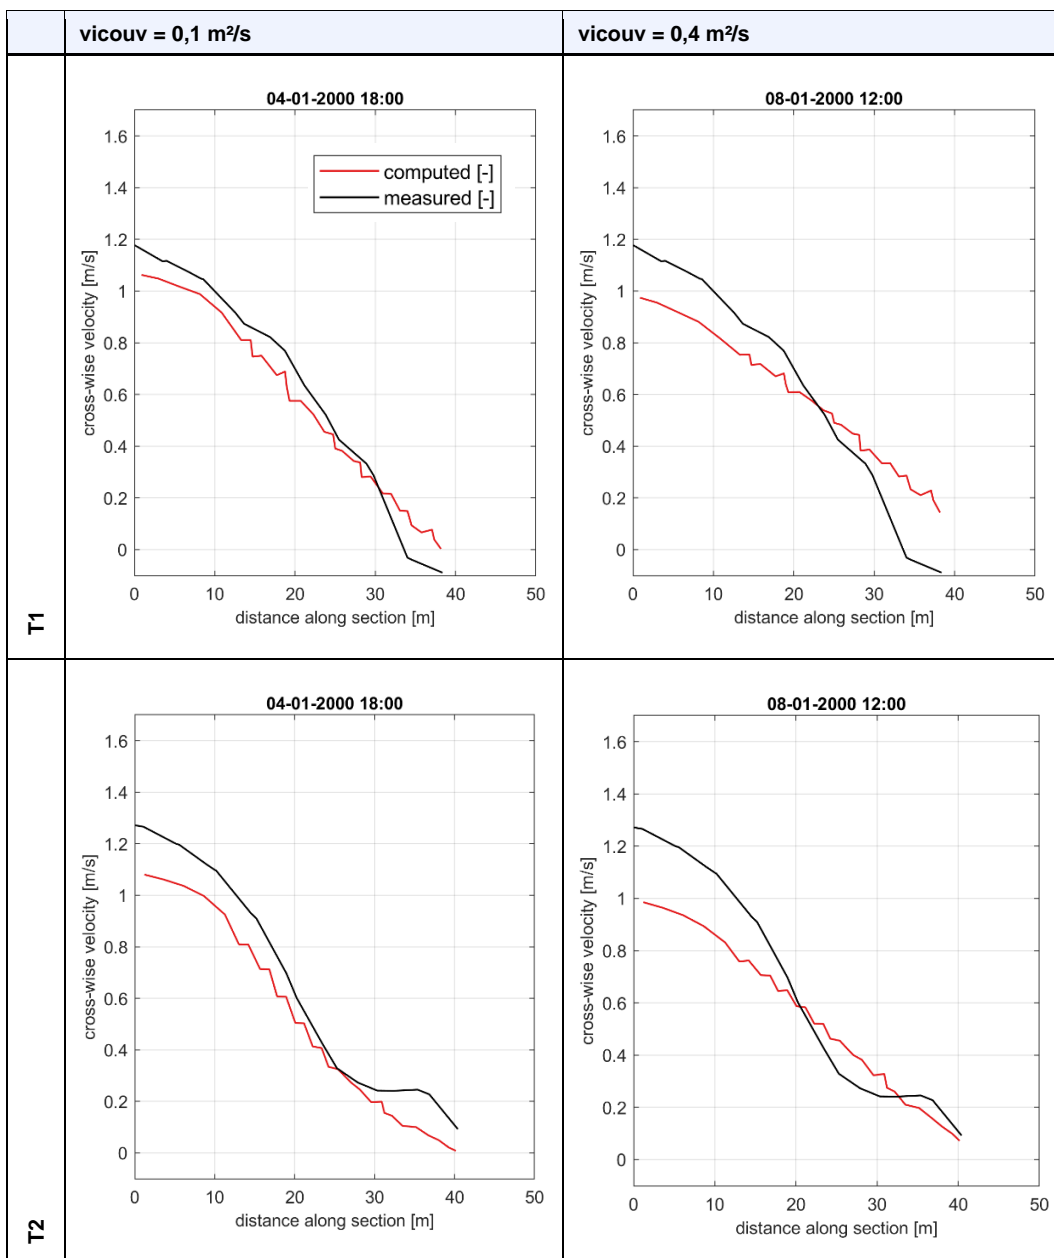 vicouv = 0,1 m²/s
vicouv = 0,4 m²/s
T1
04-01-2000 18:00
computed [-]
measured [-]
cross-wise velocity [m/s]
1.6
1.4
1.2
1
0.8
0.6
0.4
0.2
0
0 10 20 30 40 50
distance along section [m]
08-01-2000 12:00
cross-wise velocity [m/s]
1.6
1.4
1.2
1
0.8
0.6
0.4
0.2
0
0 10 20 30 40 50
distance along section [m]
T2
04-01-2000 18:00
cross-wise velocity [m/s]
1.6
1.4
1.2
1
0.8
0.6
0.4
0.2
0
0 10 20 30 40 50
distance along section [m]
08-01-2000 12:00
cross-wise velocity [m/s]
1.6
1.4
1.2
1
0.8
0.6
0.4
0.2
0
0 10 20 30 40 50
distance along section [m]